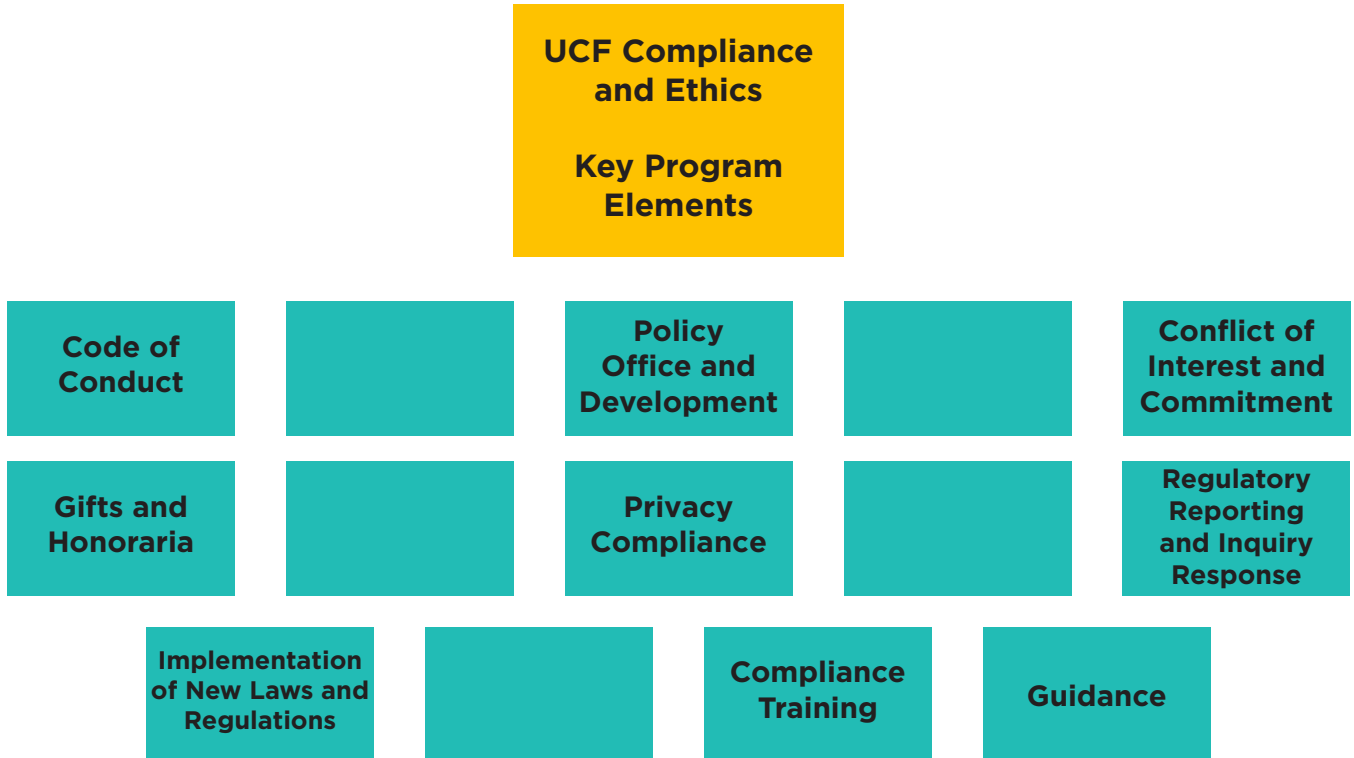 UCF Compliance
and Ethics
Key Program
Elements
Code of
Conduct
Policy
Office and
Development
Conflict of
Interest and
Commitment
Gifts and
Honoraria
Privacy
Compliance
Regulatory
Reporting
and Inquiry
Response
Implementation
of New Laws and
Regulations
Compliance
Training
Guidance